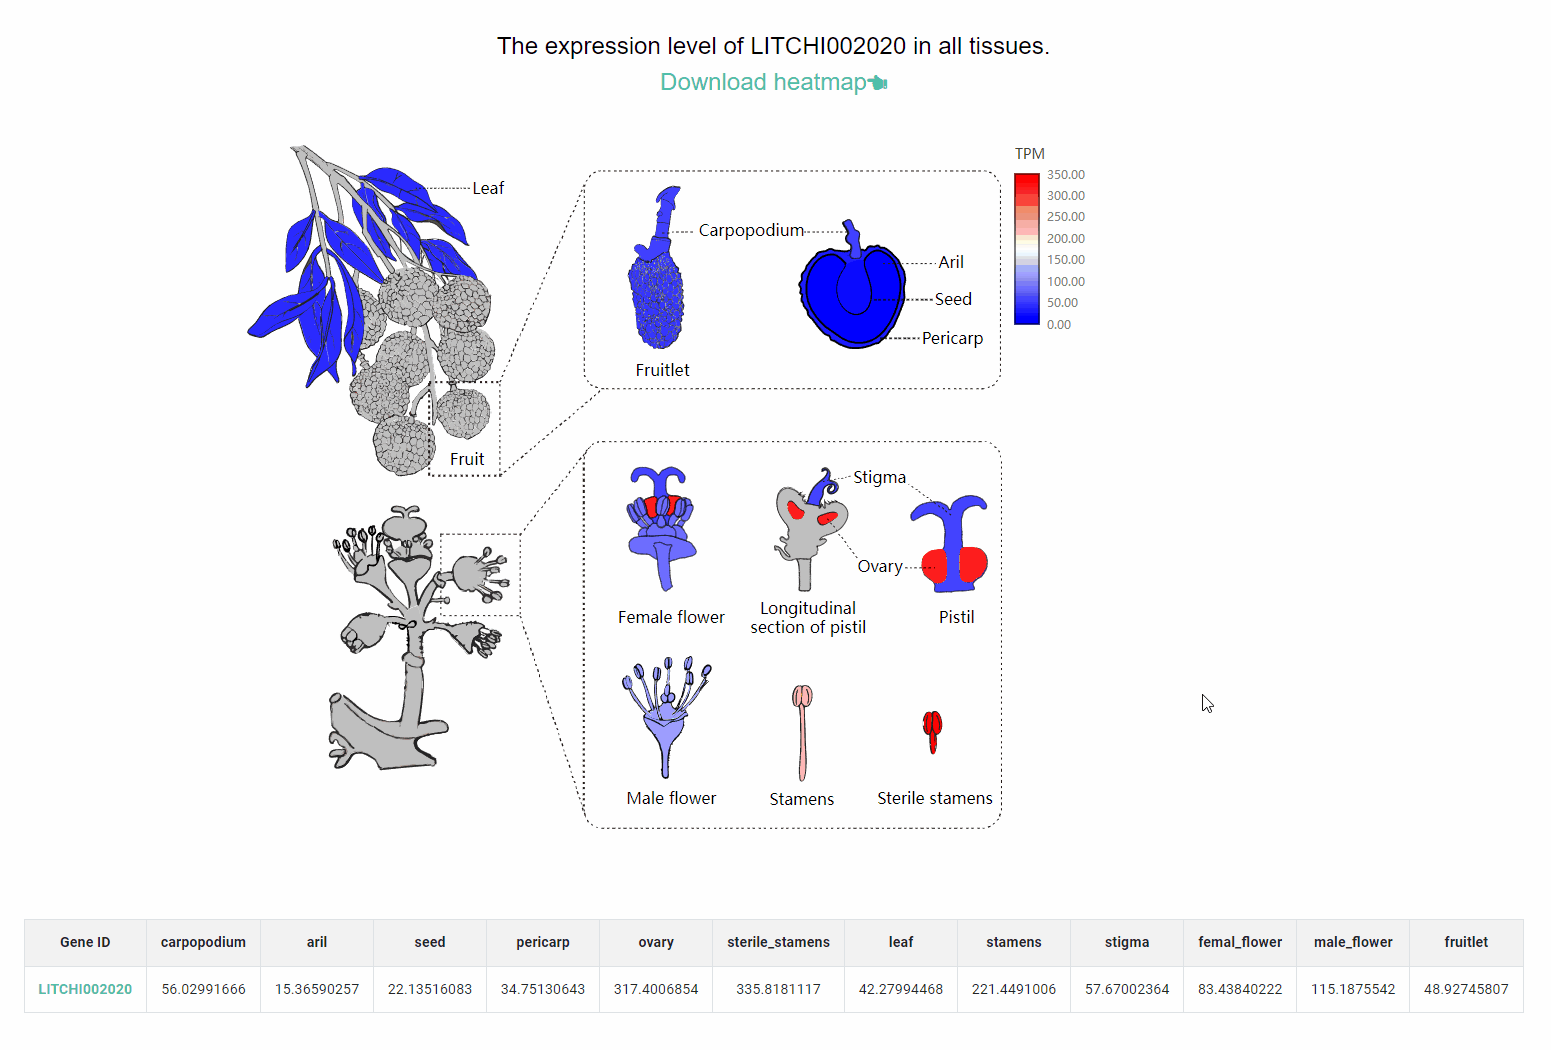 The expression level of LITCHI002020 in all tissues.
Download heatmap
TPM
350.00
300.00
250.00
200.00
150.00
100.00
50.00
0.00
Leaf
Carpopodium
Aril
Seed
Pericarp
Fruitlet
Fruit
Stigma
Ovary
Female flower
Longitudinal
section of pistil
Pistil
Male flower
Stamens
Sterile stamens
Gene ID carpopodium aril seed pericarp ovary sterile_stamens leaf stamens stigma femal_flower male_flower fruitlet
LITCHI002020 56.02991666 15.36590257 22.13516083 34.75130643 317.4006854 335.8181117 42.27994468 221.4491006 57.67002364 83.43840222 115.1875542 48.92745807